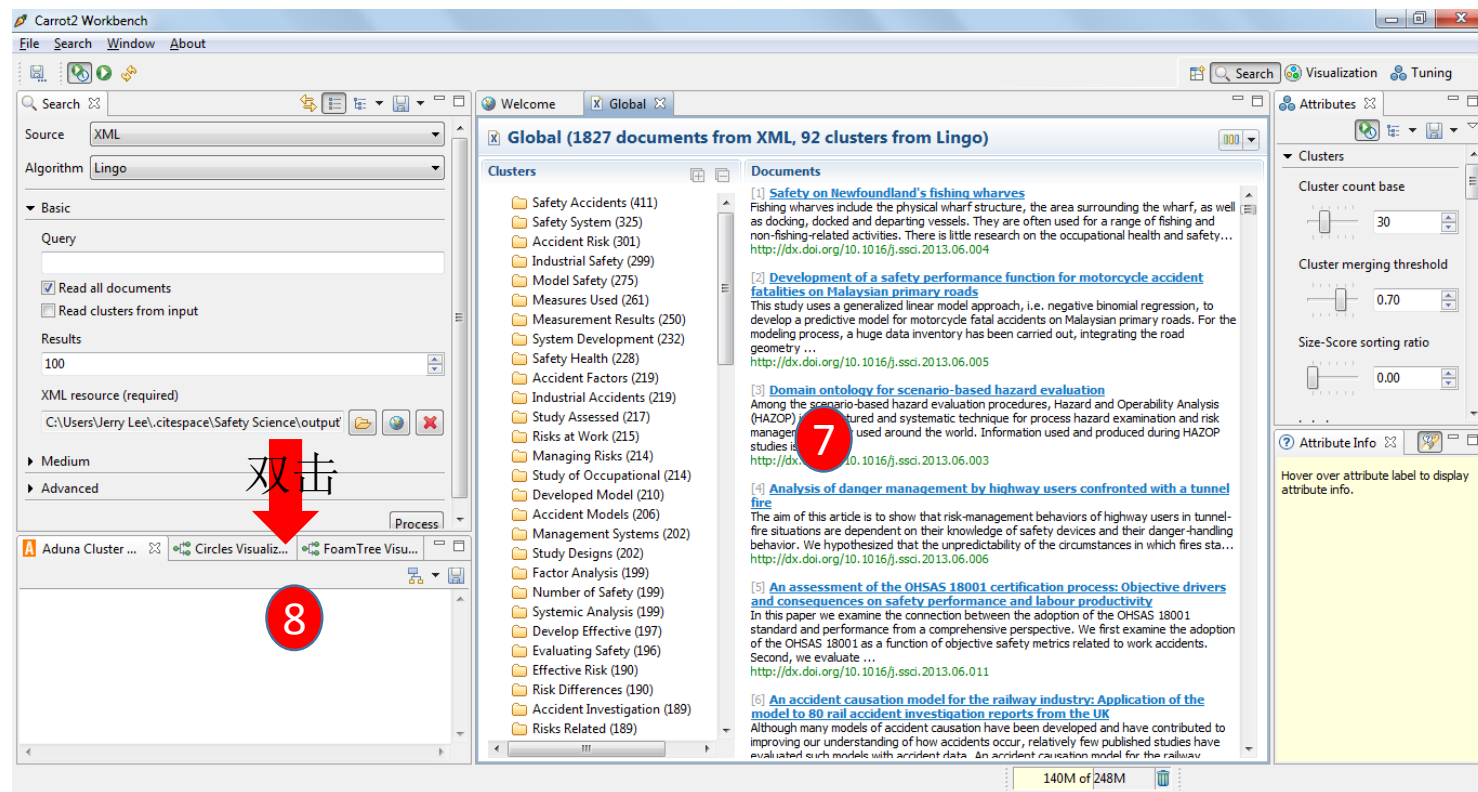 Carrot2 Workbench
File Search Window About
Search Visualization Tuning
Search
Source XML
Algorithm Lingo
Basic
Query
Read all documents
Read clusters from input
Results
100
XML resource (required)
C:\Users\Jerry Lee\.citespace\Safety Science\output
Medium
Advanced
双击
Process
Aduna Cluster ... Circles Visualiz... FoamTree Visu...
8
Welcome Global
Global (1827 documents from XML, 92 clusters from Lingo)
Clusters
Safety Accidents (411)
Safety System (325)
Accident Risk (301)
Industrial Safety (299)
Model Safety (275)
Measures Used (261)
Measurement Results (250)
System Development (232)
Safety Health (228)
Accident Factors (219)
Industrial Accidents (219)
Study Assessed (217)
Risks at Work (215)
Managing Risks (214)
Study of Occupational (214)
Developed Model (210)
Accident Models (206)
Management Systems (202)
Study Designs (202)
Factor Analysis (199)
Number of Safety (199)
Systemic Analysis (199)
Develop Effective (197)
Evaluating Safety (196)
Effective Risk (190)
Risk Differences (190)
Accident Investigation (189)
Risks Related (189)
Documents
[1] Safety on Newfoundland's fishing wharves
Fishing wharves include the physical wharf structure, the area surrounding the wharf, as well
as docking, docked and departing vessels. They are often used for a range of fishing and
non-fishing-related activities. There is little research on the occupational health and safety...
http://dx.doi.org/10.1016/j.ssci.2013.06.004
[2] Development of a safety performance function for motorcycle accident
fatalities on Malaysian primary roads
This study uses a generalized linear model approach, i.e. negative binomial regression, to
develop a predictive model for motorcycle fatal accidents on Malaysian primary roads. For the
modeling process, a huge data inventory has been carried out, integrating the road
geometry ...
http://dx.doi.org/10.1016/j.ssci.2013.06.005
[3] Domain ontology for scenario-based hazard evaluation
Among the scenario-based hazard evaluation procedures, Hazard and Operability Analysis
(HAZOP) tured and systematic technique for process hazard examination and risk
manage used around the world. Information used and produced during HAZOP
studies
http://dx.doi.o 0.1016/j.ssci.2013.06.003
7
[4] Analysis of danger management by highway users confronted with a tunnel
fire
The aim of this article is to show that risk-management behaviors of highway users in tunnel-
fire situations are dependent on their knowledge of safety devices and their danger-handling
behavior. We hypothesized that the unpredictability of the circumstances in which fires sta...
http://dx.doi.org/10.1016/j.ssci.2013.06.006
[5] An assessment of the OHSAS 18001 certification process: Objective drivers
and consequences on safety performance and labour productivity
In this paper we examine the connection between the adoption of the OHSAS 18001
standard and performance from a comprehensive perspective. We first examine the adoption
of the OHSAS 18001 as a function of objective safety metrics related to work accidents.
Second, we evaluate ...
http://dx.doi.org/10.1016/j.ssci.2013.06.011
[6] An accident causation model for the railway industry: Application of the
model to 80 rail accident investigation reports from the UK
Although many models of accident causation have been developed and have contributed to
improving our understanding of how accidents occur, relatively few published studies have
evaluated such models with accident data. An accident causation model for the railway
Attributes
Clusters
Cluster count base
30
Cluster merging threshold
0.70
Size-Score sorting ratio
0.00
Attribute Info
Hover over attribute label to display
attribute info.
140M of 248M